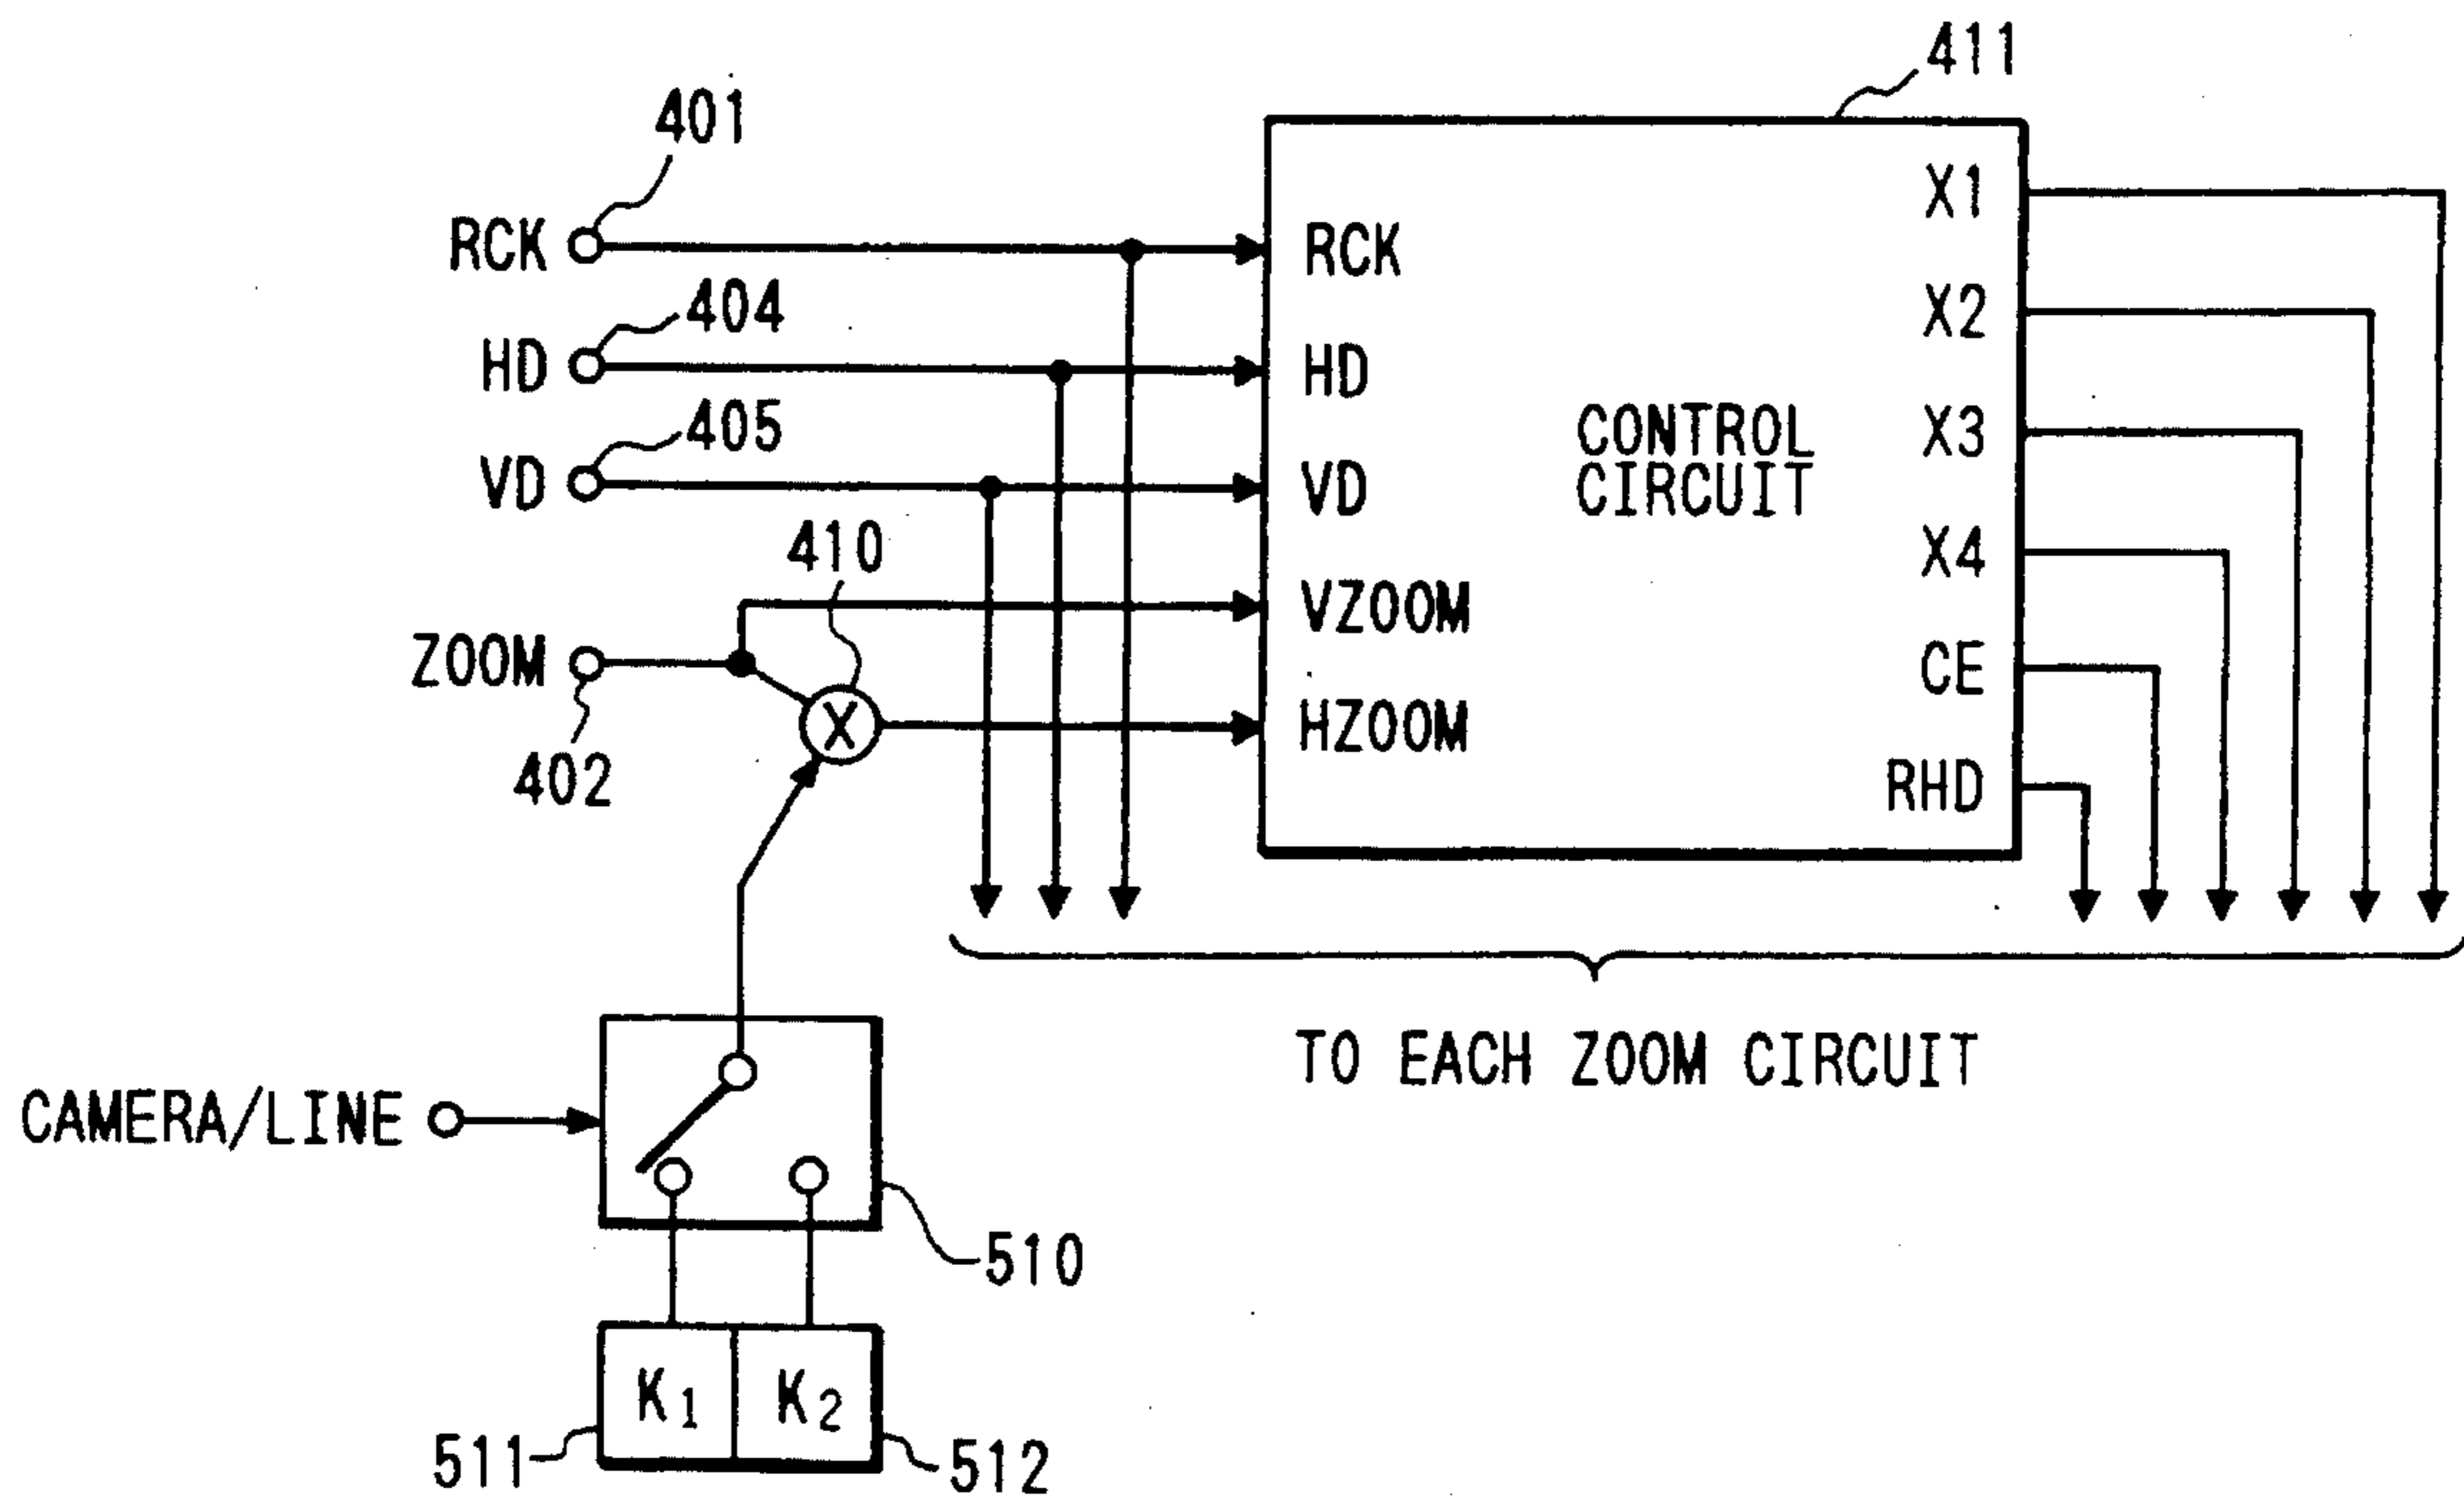 411
401
X1
RCK
RCK
404
X2
HD
HD
405
CONTROL
CIRCUIT
X3
VD
VD
410
X4
VZOOM
ZOOM
CE
X
HZOOM
402
RHD
TO EACH ZOOM CIRCUIT
CAMERA/LINE
510
K1
K2
511
512